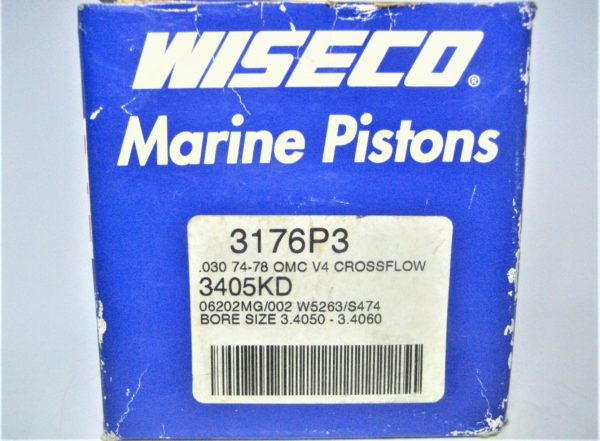 WISECO®
Marine Pistons
3176P3
.030 74-78 OMC V4 CROSSFLOW
3405KD
06202MG/002 W5263/S474
BORE SIZE 3.4050 - 3.4060